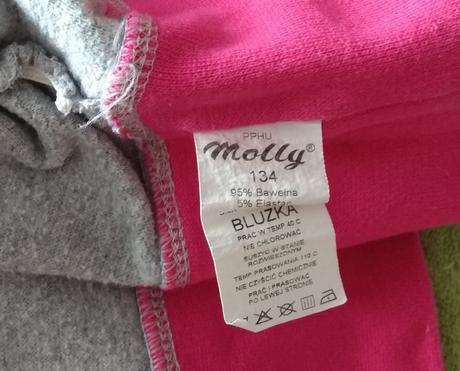 PPHU
Molly®
134
95% Bawełna
5% Elastan
BLUZKA
PRAĆ W TEMP 40 C
NIE CHLOROWAĆ
SUSZYĆ W STANIE
ROZWIESZONYM
TEMP PRASOWANIA 110 C
NIE CZYŚCIĆ CHEMICZNIE
PRAĆ I PRASOWAĆ
PO LEWEJ STRONIE